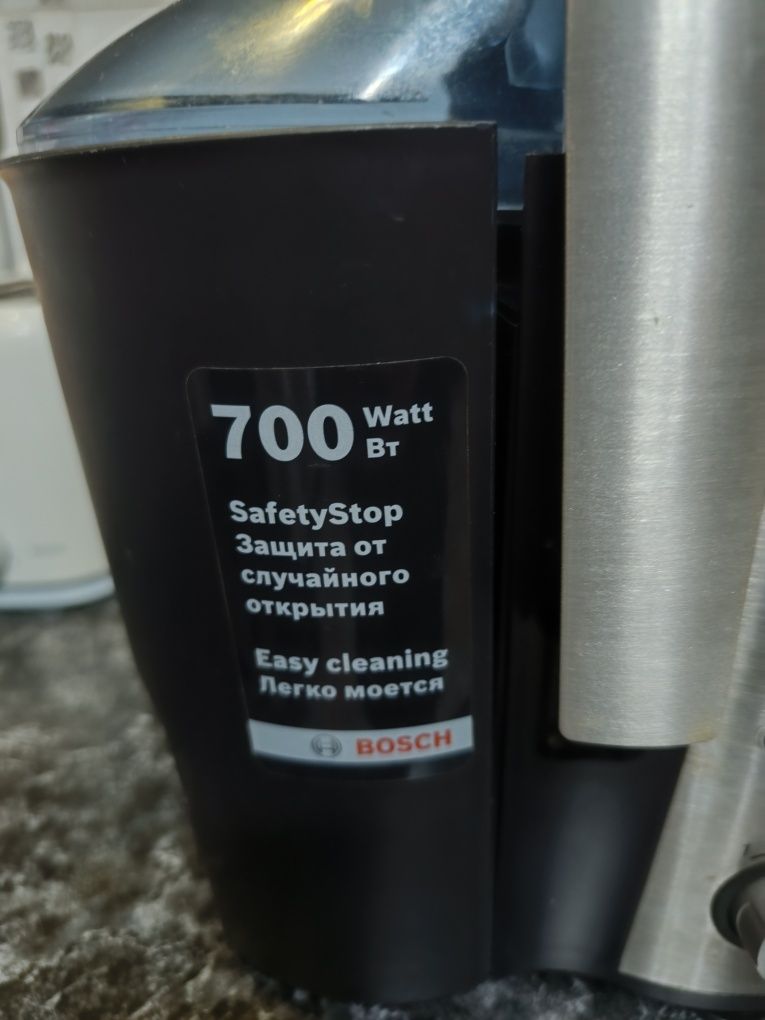 700 Watt
Вт
SafetyStop
Защита от
случайного
открытия
Easy cleaning
Легко моется
BOSCH